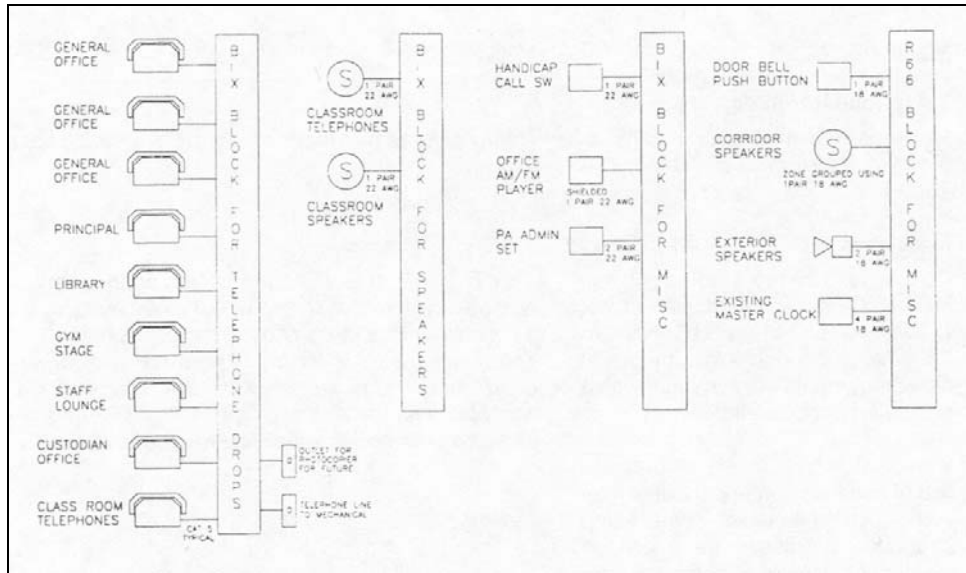 GENERAL
OFFICE
GENERAL
OFFICE
GENERAL
OFFICE
PRINCIPAL
LIBRARY
GYM
STAGE
STAFF
LOUNGE
CUSTODIAN
OFFICE
CLASS ROOM
TELEPHONES
CAT. 5
TYPICAL
BIX BLOCK FOR TELEPHONE DROPS
OUTLET FOR
PHOTOCOPIER
FOR FUTURE
TELEPHONE LINE
TO MECHANICAL
S
1 PAIR
22 AWG
CLASSROOM
TELEPHONES
S
1 PAIR
22 AWG
CLASSROOM
SPEAKERS
BIX BLOCK FOR SPEAKERS
HANDICAP
CALL SW
1 PAIR
22 AWG
OFFICE
AM/FM
PLAYER
SHIELDED
1 PAIR 22 AWG
PA ADMIN
SET
2 PAIR
22 AWG
BIX BLOCK FOR MISC
DOOR BELL
PUSH BUTTON
1 PAIR
18 AWG
CORRIDOR
SPEAKERS
S
ZONE GROUPED USING
1PAIR 18 AWG
EXTERIOR
SPEAKERS
2 PAIR
18 AWG
EXISTING
MASTER CLOCK
4 PAIR
18 AWG
R66 BLOCK FOR MISC